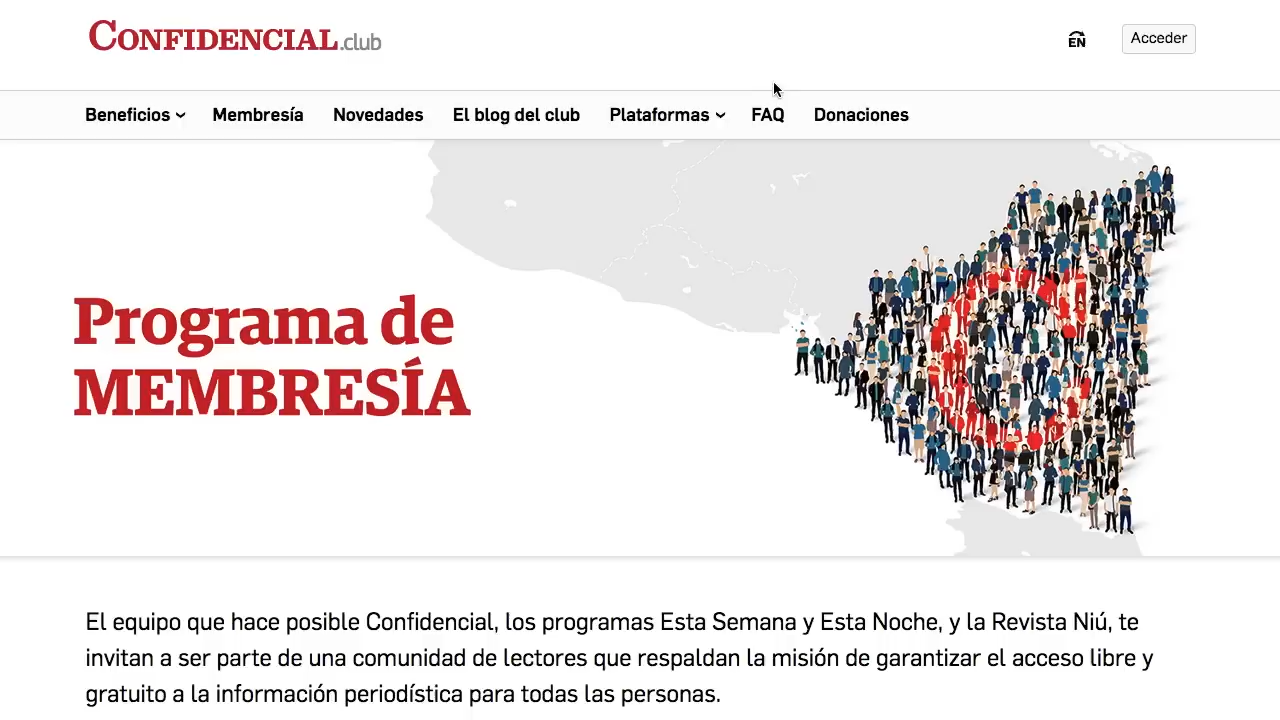 CONFIDENCIAL.club
EN
Acceder
Beneficios Membresía Novedades El blog del club Plataformas FAQ Donaciones
Programa de
MEMBRESÍA
El equipo que hace posible Confidencial, los programas Esta Semana y Esta Noche, y la Revista Niú, te
invitan a ser parte de una comunidad de lectores que respaldan la misión de garantizar el acceso libre y
gratuito a la información periodística para todas las personas.